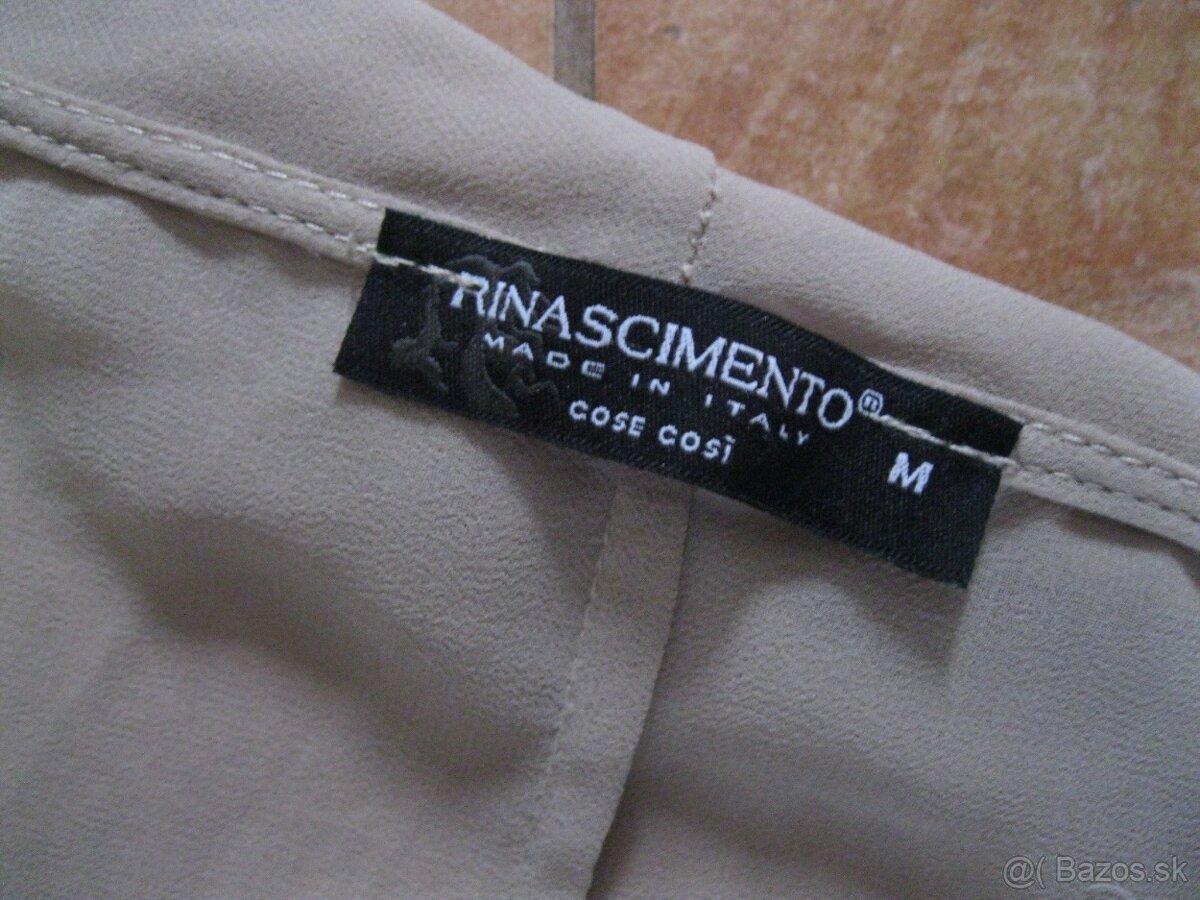 RINASCIMENTO®
MADE IN ITALY
COSE COSÌ
M
@( Bazos.sk